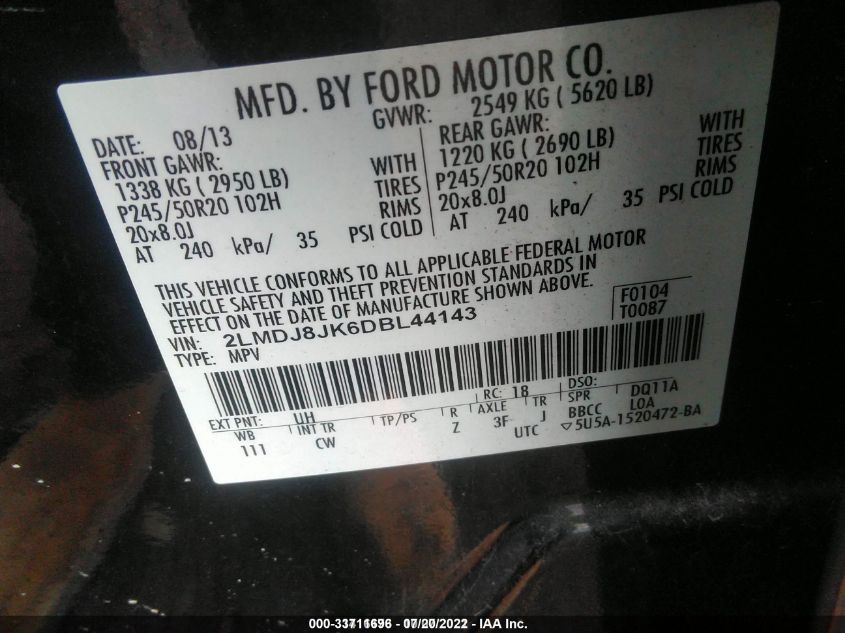 MFD. BY FORD MOTOR CO.
DATE: 08/13 GVWR: 2549 KG ( 5620 LB)
FRONT GAWR: REAR GAWR:
1338 KG ( 2950 LB) WITH 1220 KG ( 2690 LB) WITH
P245/50R20 102H TIRES P245/50R20 102H TIRES
20x8.0J RIMS 20x8.0J RIMS
AT 240 kPa/ 35 PSI COLD AT 240 kPa/ 35 PSI COLD
THIS VEHICLE CONFORMS TO ALL APPLICABLE FEDERAL MOTOR
VEHICLE SAFETY AND THEFT PREVENTION STANDARDS IN
EFFECT ON THE DATE OF MANUFACTURE SHOWN ABOVE.
VIN: 2LMDJ8JK6DBL44143 F0104
TYPE: MPV T0087
EXT PNT: UH RC: 18 DSO: DQ11A
WB INT TR TP/PS R AXLE TR SPR LOA
111 CW Z 3F J BBCC
UTC ▽5U5A-1520472-BA
000-33711696 07/20/2022 - IAA Inc.